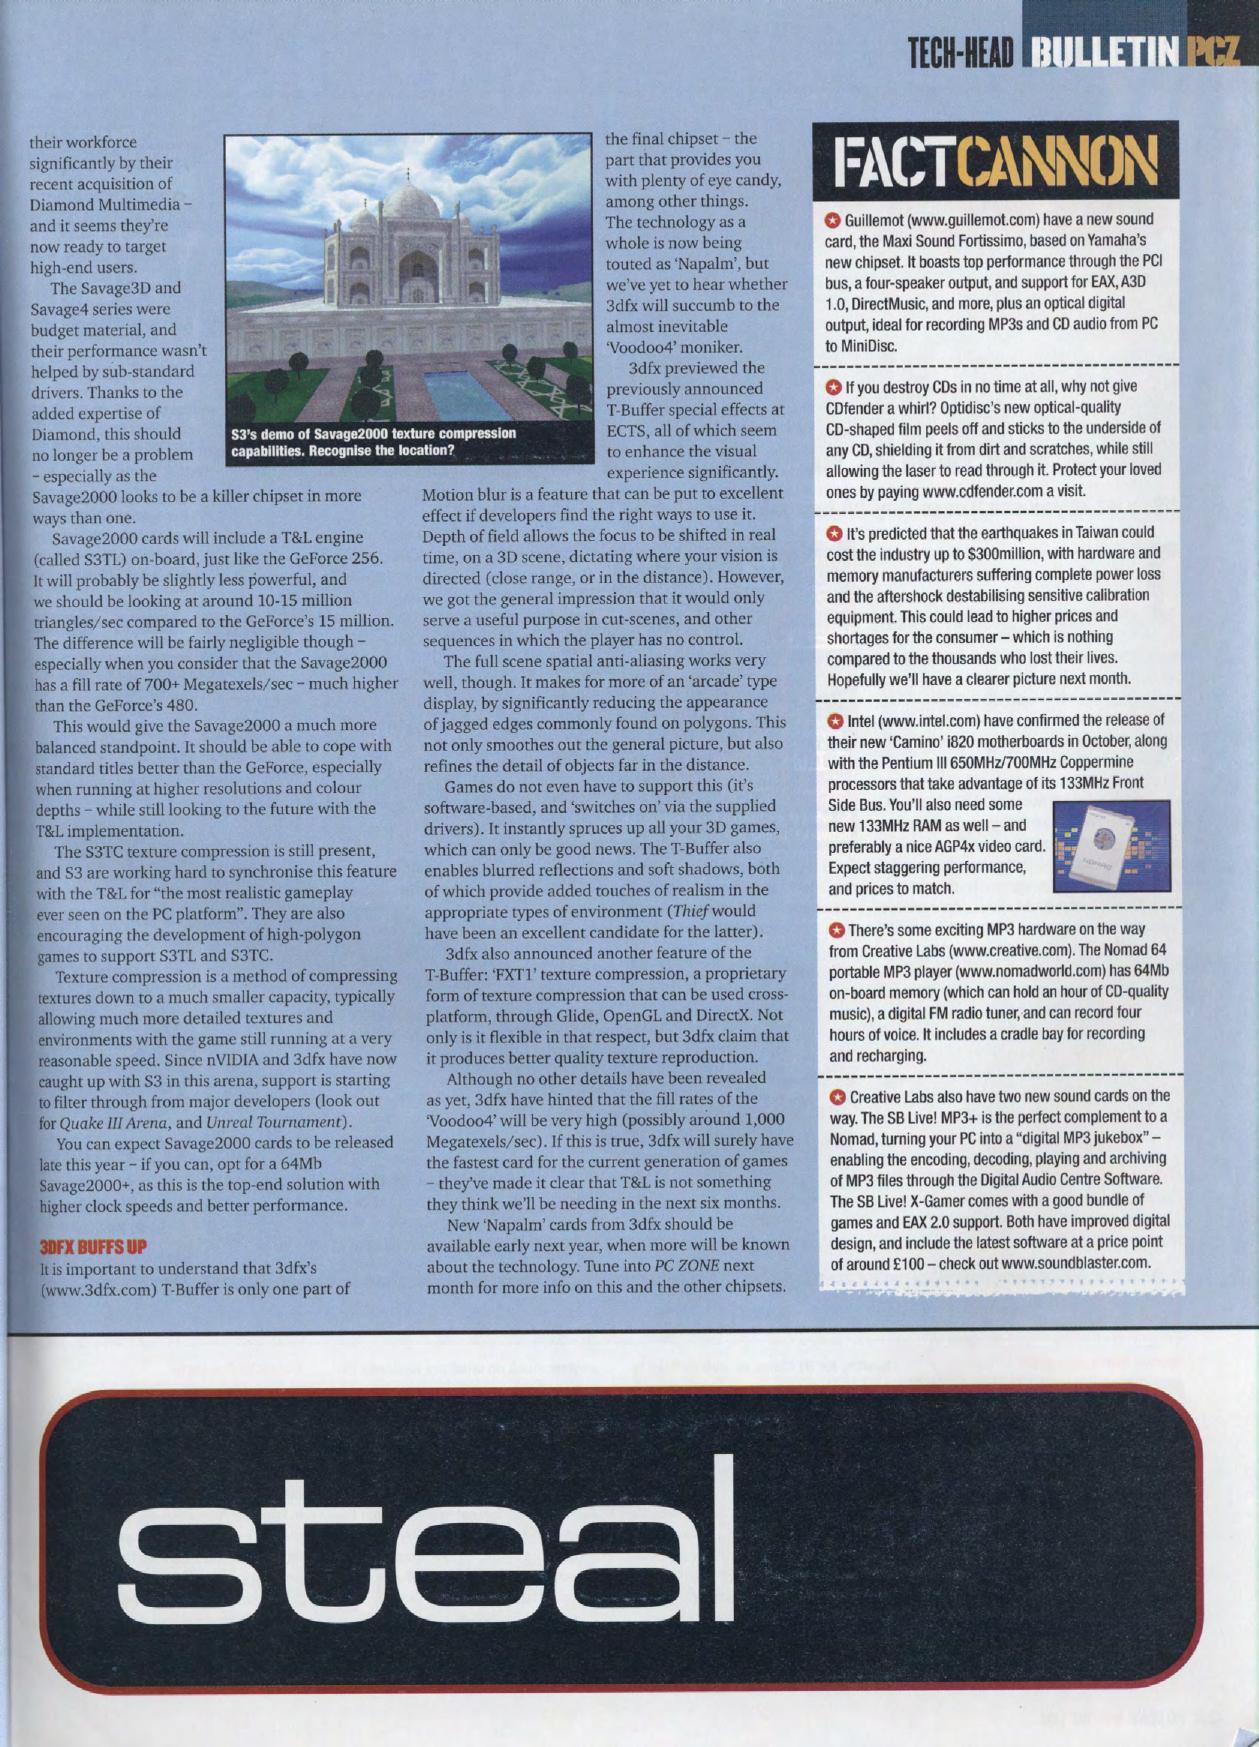 TECH-HEAD BULLETIN PCZ
their workforce
significantly by their
recent acquisition of
Diamond Multimedia –
and it seems they're
now ready to target
high-end users.
The Savage3D and
Savage4 series were
budget material, and
their performance wasn't
helped by sub-standard
drivers. Thanks to the
added expertise of
Diamond, this should
no longer be a problem
– especially as the
Savage2000 looks to be a killer chipset in more
ways than one.
Savage2000 cards will include a T&L engine
(called S3TL) on-board, just like the GeForce 256.
It will probably be slightly less powerful, and
we should be looking at around 10-15 million
triangles/sec compared to the GeForce's 15 million.
The difference will be fairly negligible though –
especially when you consider that the Savage2000
has a fill rate of 700+ Megatexels/sec – much higher
than the GeForce's 480.
This would give the Savage2000 a much more
balanced standpoint. It should be able to cope with
standard titles better than the GeForce, especially
when running at higher resolutions and colour
depths – while still looking to the future with the
T&L implementation.
The S3TC texture compression is still present,
and S3 are working hard to synchronise this feature
with the T&L for "the most realistic gameplay
ever seen on the PC platform". They are also
encouraging the development of high-polygon
games to support S3TL and S3TC.
Texture compression is a method of compressing
textures down to a much smaller capacity, typically
allowing much more detailed textures and
environments with the game still running at a very
reasonable speed. Since nVIDIA and 3dfx have now
caught up with S3 in this arena, support is starting
to filter through from major developers (look out
for Quake III Arena, and Unreal Tournament).
You can expect Savage2000 cards to be released
late this year – if you can, opt for a 64Mb
Savage2000+, as this is the top-end solution with
higher clock speeds and better performance.
3DFX BUFFS UP
It is important to understand that 3dfx's
(www.3dfx.com) T-Buffer is only one part of
S3's demo of Savage2000 texture compression
capabilities. Recognise the location?
the final chipset – the
part that provides you
with plenty of eye candy,
among other things.
The technology as a
whole is now being
touted as 'Napalm', but
we've yet to hear whether
3dfx will succumb to the
almost inevitable
'Voodoo4' moniker.
3dfx previewed the
previously announced
T-Buffer special effects at
ECTS, all of which seem
to enhance the visual
experience significantly.
Motion blur is a feature that can be put to excellent
effect if developers find the right ways to use it.
Depth of field allows the focus to be shifted in real
time, on a 3D scene, dictating where your vision is
directed (close range, or in the distance). However,
we got the general impression that it would only
serve a useful purpose in cut-scenes, and other
sequences in which the player has no control.
The full scene spatial anti-aliasing works very
well, though. It makes for more of an 'arcade' type
display, by significantly reducing the appearance
of jagged edges commonly found on polygons. This
not only smoothes out the general picture, but also
refines the detail of objects far in the distance.
Games do not even have to support this (it's
software-based, and 'switches on' via the supplied
drivers). It instantly spruces up all your 3D games,
which can only be good news. The T-Buffer also
enables blurred reflections and soft shadows, both
of which provide added touches of realism in the
appropriate types of environment (Thief would
have been an excellent candidate for the latter).
3dfx also announced another feature of the
T-Buffer: 'FXT1' texture compression, a proprietary
form of texture compression that can be used cross-
platform, through Glide, OpenGL and DirectX. Not
only is it flexible in that respect, but 3dfx claim that
it produces better quality texture reproduction.
Although no other details have been revealed
as yet, 3dfx have hinted that the fill rates of the
'Voodoo4' will be very high (possibly around 1,000
Megatexels/sec). If this is true, 3dfx will surely have
the fastest card for the current generation of games
– they've made it clear that T&L is not something
they think we'll be needing in the next six months.
New 'Napalm' cards from 3dfx should be
available early next year, when more will be known
about the technology. Tune into PC ZONE next
month for more info on this and the other chipsets.
FACTCANNON
Guillemot (www.guillemot.com) have a new sound
card, the Maxi Sound Fortissimo, based on Yamaha's
new chipset. It boasts top performance through the PCI
bus, a four-speaker output, and support for EAX, A3D
1.0, DirectMusic, and more, plus an optical digital
output, ideal for recording MP3s and CD audio from PC
to MiniDisc.
If you destroy CDs in no time at all, why not give
CDfender a whirl? Optidisc's new optical-quality
CD-shaped film peels off and sticks to the underside of
any CD, shielding it from dirt and scratches, while still
allowing the laser to read through it. Protect your loved
ones by paying www.cdfender.com a visit.
It's predicted that the earthquakes in Taiwan could
cost the industry up to $300million, with hardware and
memory manufacturers suffering complete power loss
and the aftershock destabilising sensitive calibration
equipment. This could lead to higher prices and
shortages for the consumer – which is nothing
compared to the thousands who lost their lives.
Hopefully we'll have a clearer picture next month.
Intel (www.intel.com) have confirmed the release of
their new 'Camino' i820 motherboards in October, along
with the Pentium III 650MHz/700MHz Coppermine
processors that take advantage of its 133MHz Front
Side Bus. You'll also need some
new 133MHz RAM as well – and
preferably a nice AGP4x video card.
Expect staggering performance,
and prices to match.
NOMAD
There's some exciting MP3 hardware on the way
from Creative Labs (www.creative.com). The Nomad 64
portable MP3 player (www.nomadworld.com) has 64Mb
on-board memory (which can hold an hour of CD-quality
music), a digital FM radio tuner, and can record four
hours of voice. It includes a cradle bay for recording
and recharging.
Creative Labs also have two new sound cards on the
way. The SB Live! MP3+ is the perfect complement to a
Nomad, turning your PC into a "digital MP3 jukebox" –
enabling the encoding, decoding, playing and archiving
of MP3 files through the Digital Audio Centre Software.
The SB Live! X-Gamer comes with a good bundle of
games and EAX 2.0 support. Both have improved digital
design, and include the latest software at a price point
of around £100 – check out www.soundblaster.com.
steal